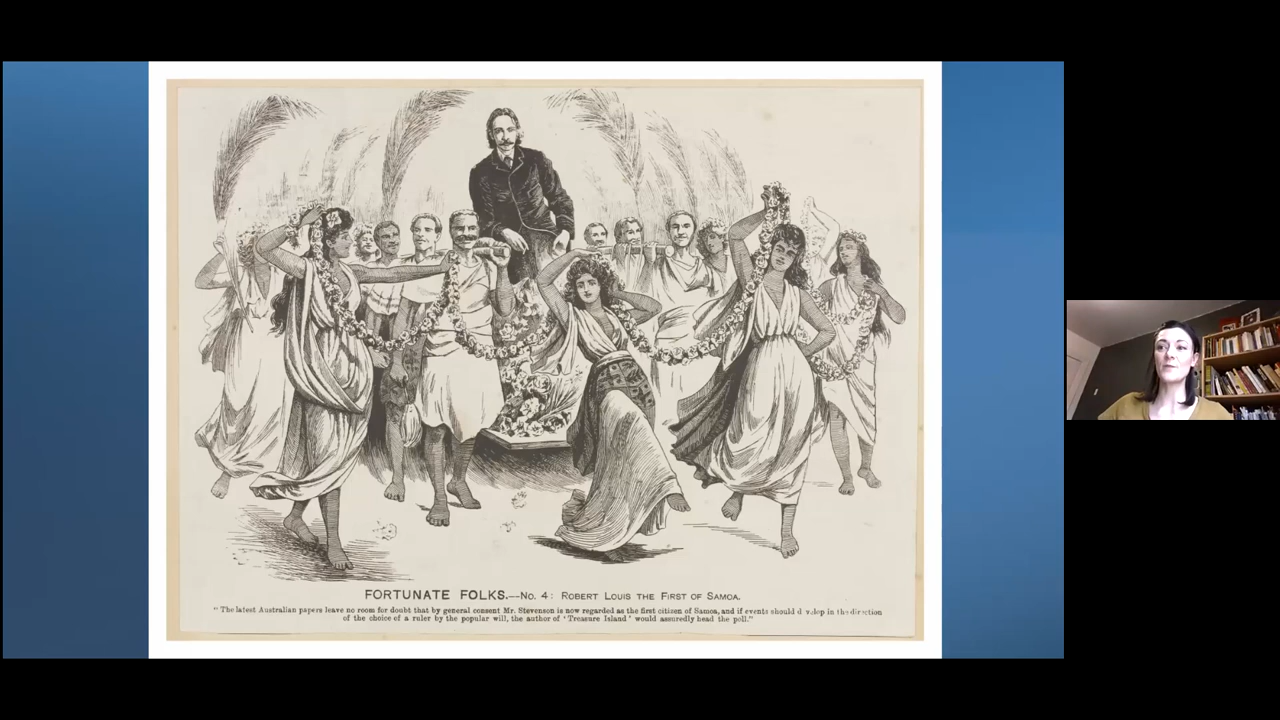 FORTUNATE FOLKS.—No. 4: Robert Louis the First of Samoa.
"The latest Australian papers leave no room for doubt that by general consent Mr. Stevenson is now regarded as the first citizen of Samoa, and if events should d v.lop in the dir ction
of the choice of a ruler by the popular will, the author of 'Treasure Island' would assuredly head the poll."